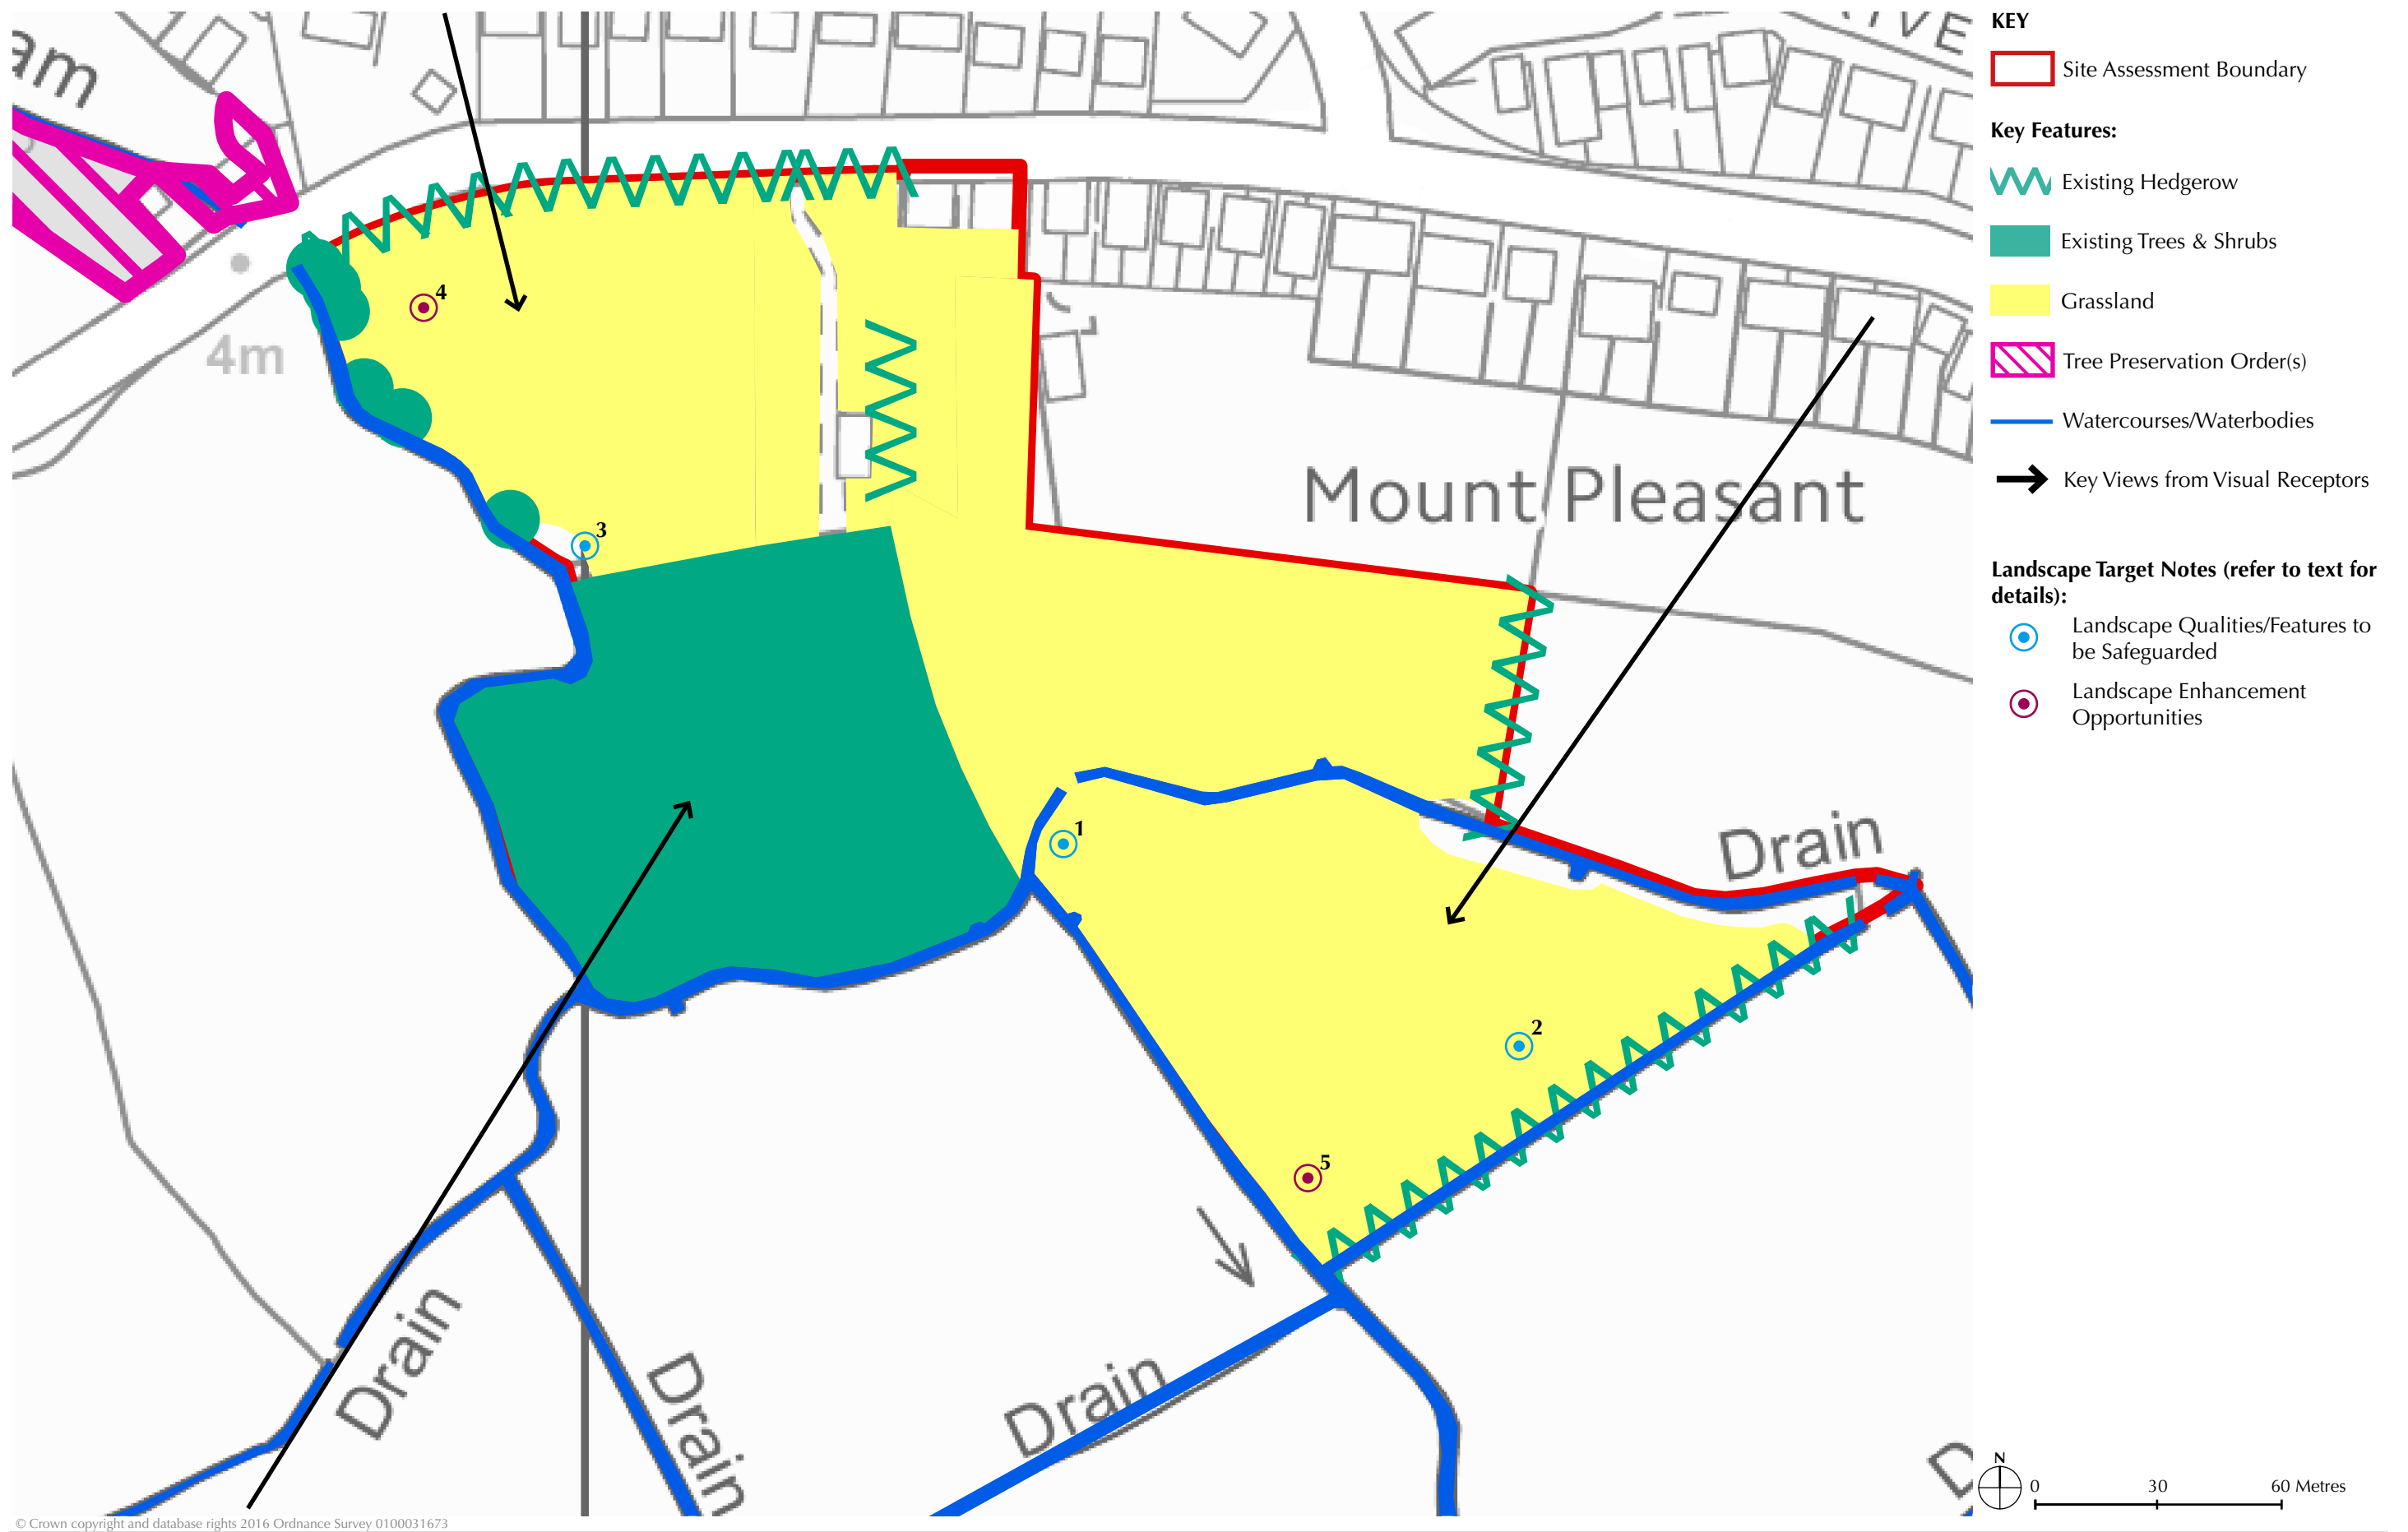 am
IVE
4
4m
3
Mount Pleasant
1
Drain
2
5
Drain
Drain
Drain
D
© Crown copyright and database rights 2016 Ordnance Survey 0100031673
KEY
Site Assessment Boundary
Key Features:
Existing Hedgerow
Existing Trees & Shrubs
Grassland
Tree Preservation Order(s)
Watercourses/Waterbodies
Key Views from Visual Receptors
Landscape Target Notes (refer to text for
details):
Landscape Qualities/Features to
be Safeguarded
Landscape Enhancement
Opportunities
N
0 30 60 Metres